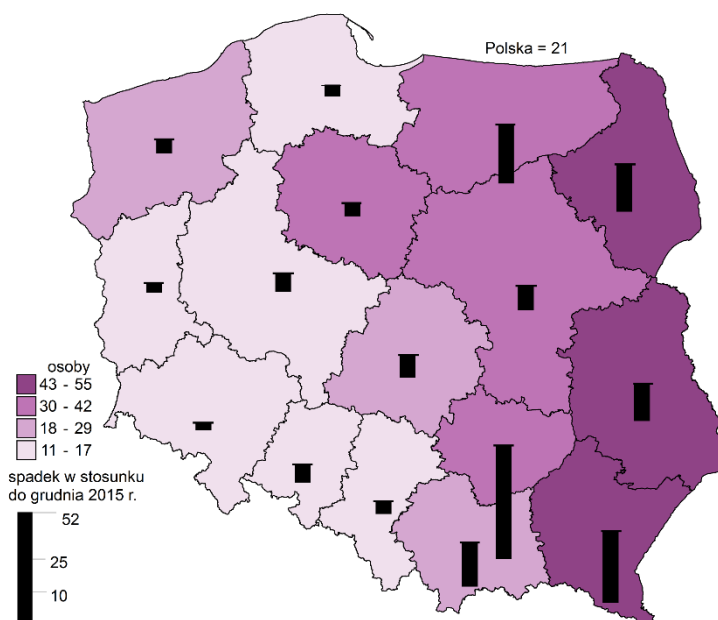 Polska = 21
osoby
43 - 55
30 - 42
18 - 29
11 - 17
spadek w stosunku
do grudnia 2015 r.
52
25
10